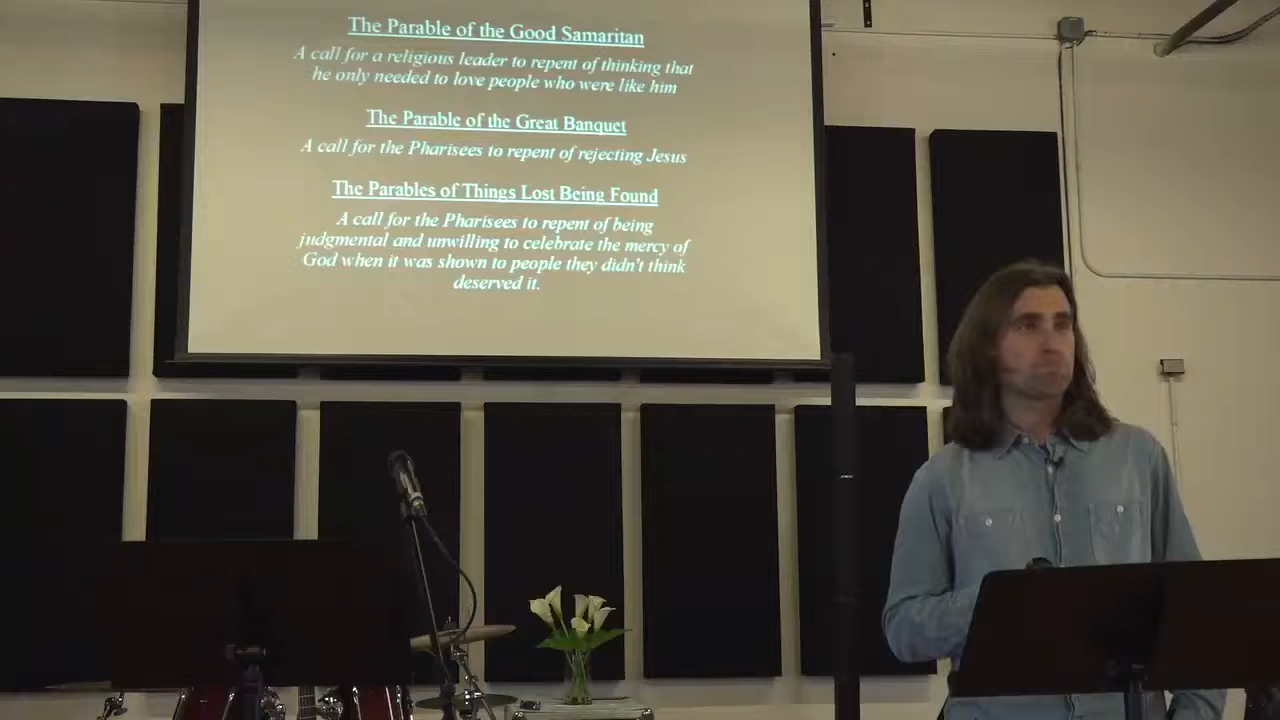 The Parable of the Good Samaritan
A call for a religious leader to repent of thinking that
he only needed to love people who were like him
The Parable of the Great Banquet
A call for the Pharisees to repent of rejecting Jesus
The Parables of Things Lost Being Found
A call for the Pharisees to repent of being
judgmental and unwilling to celebrate the mercy of
God when it was shown to people they didn't think
deserved it.